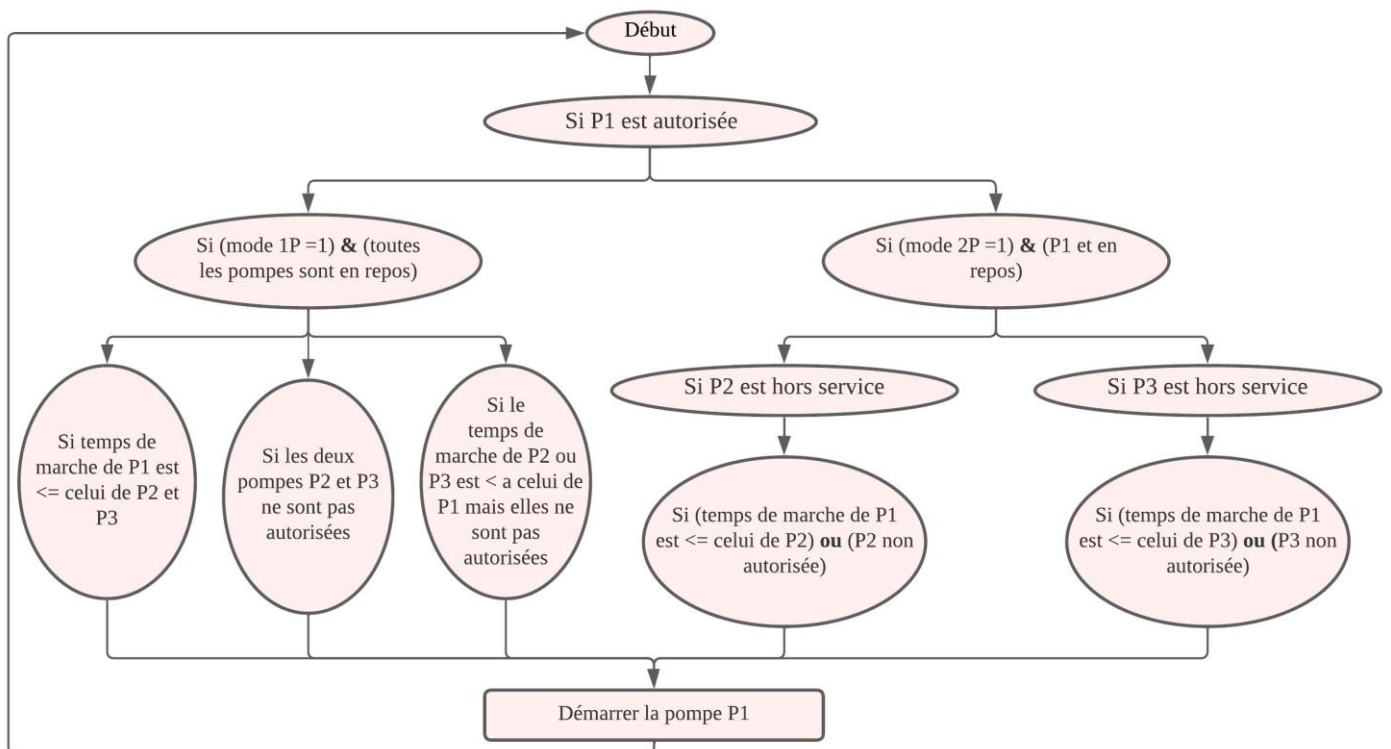 Début
Si P1 est autorisée
Si (mode 1P =1) & (toutes
les pompes sont en repos)
Si (mode 2P =1) & (P1 et en
repos)
Si temps de
marche de P1 est
<= celui de P2 et
P3
Si les deux
pompes P2 et P3
ne sont pas
autorisées
Si le
temps de
marche de P2 ou
P3 est < a celui de
P1 mais elles ne
sont pas
autorisées
Si P2 est hors service
Si P3 est hors service
Si (temps de marche de P1
est <= celui de P2) ou (P2 non
autorisée)
Si (temps de marche de P1
est <= celui de P3) ou (P3 non
autorisée)
Démarrer la pompe P1